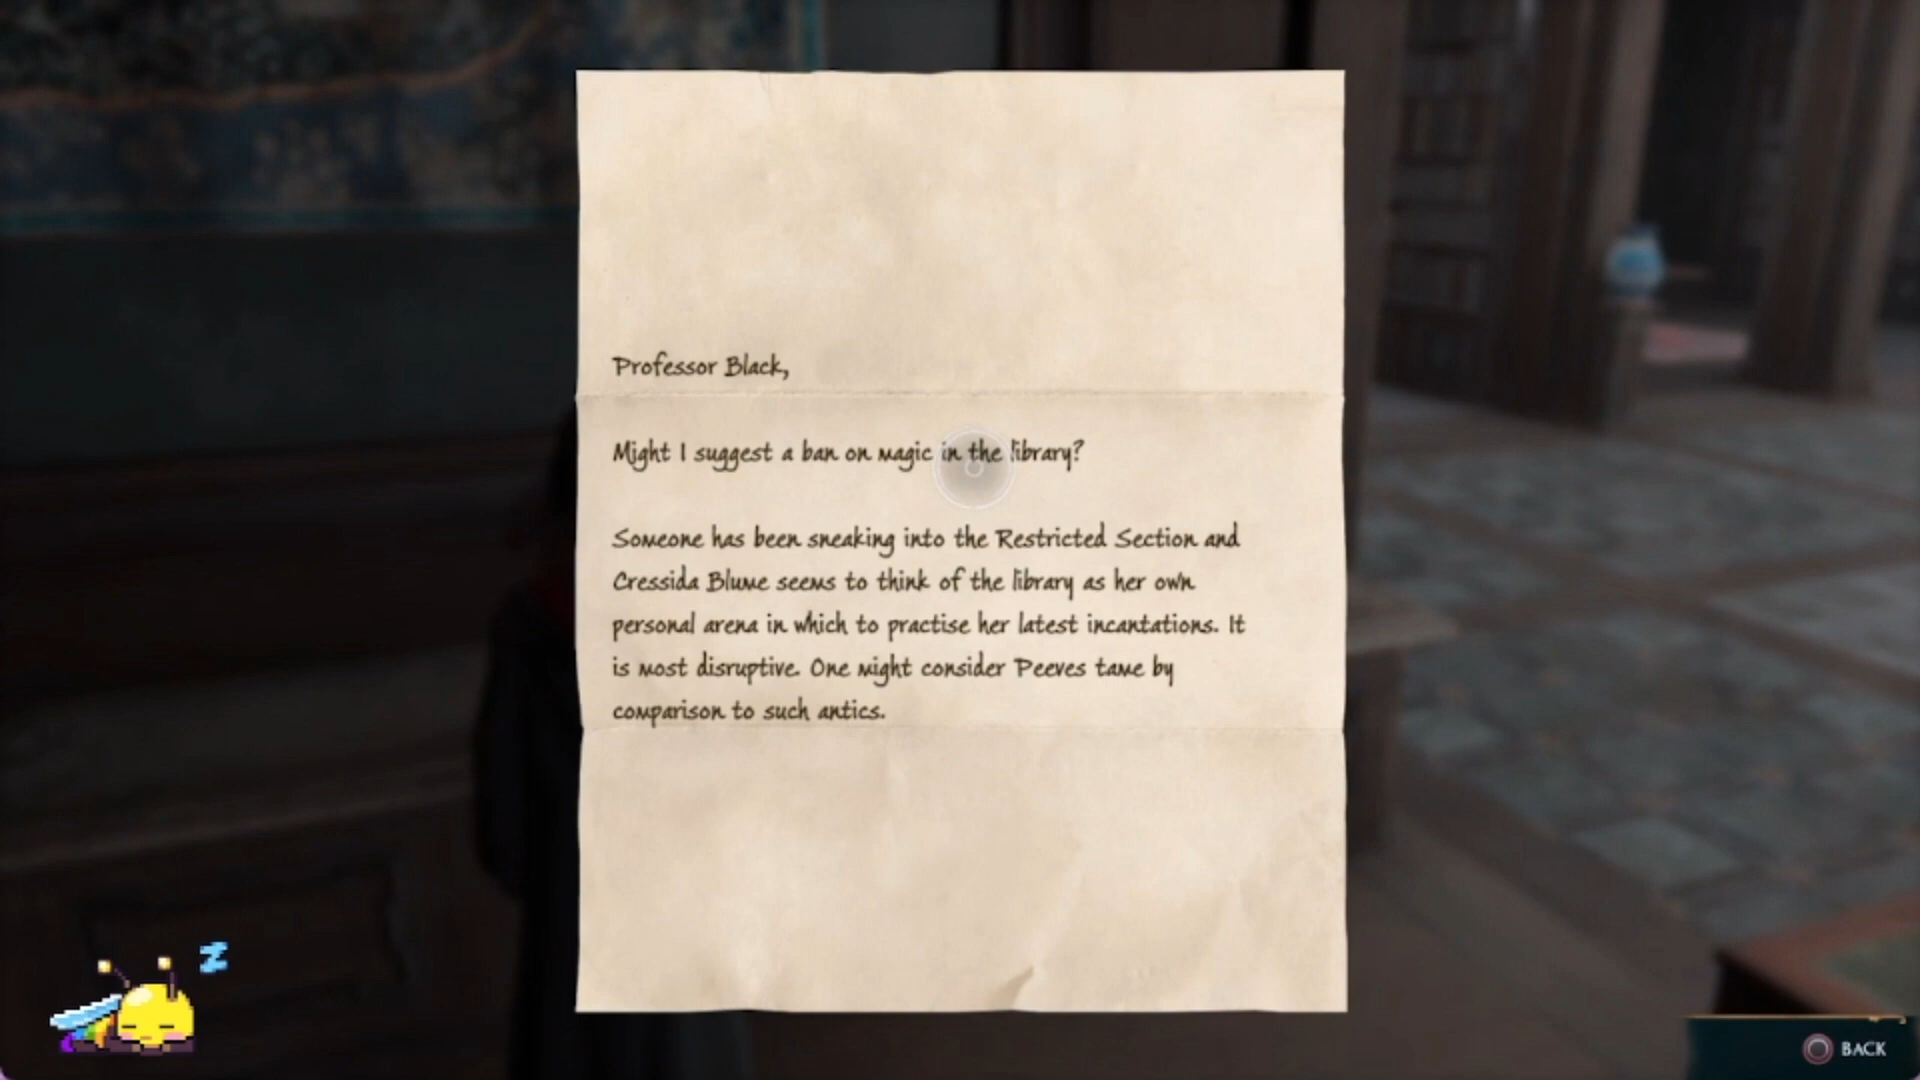 Professor Black,
Might I suggest a ban on magic in the library?
Someone has been sneaking into the Restricted Section and
Cressida Blume seems to think of the library as her own
personal arena in which to practise her latest incantations. It
is most disruptive. One might consider Peeves tame by
comparison to such antics.
Z
BACK